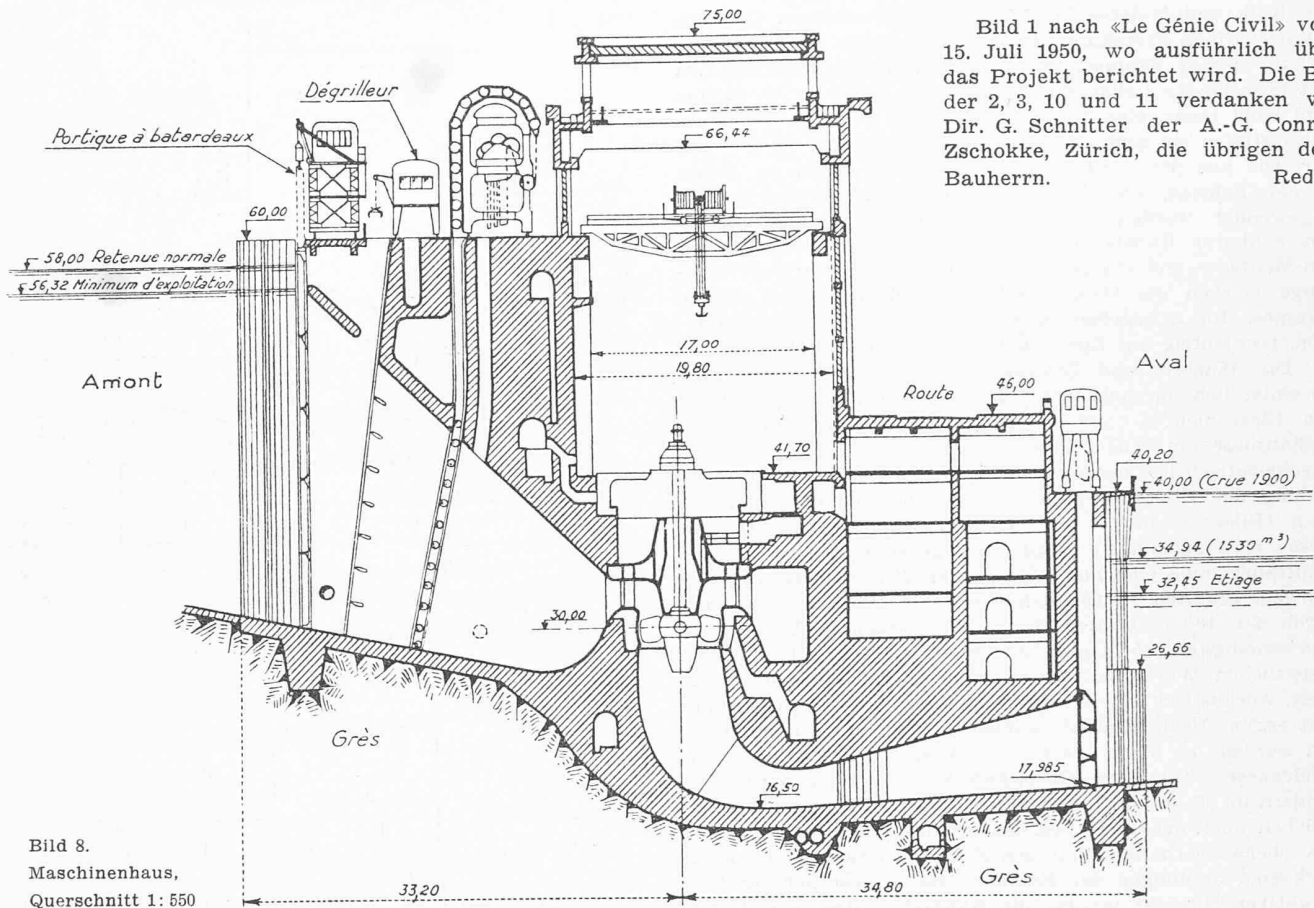 75,00
Bild 1 nach «Le Génie Civil» vo
15. Juli 1950, wo ausführlich üb
das Projekt berichtet wird. Die B
der 2, 3, 10 und 11 verdanken w
Dir. G. Schnitter der A.-G. Conr
Zschokke, Zürich, die übrigen de
Bauherrn. Red
Dégrilleur
Portique à batardeaux
66,44
60,00
58,00 Retenue normale
56,32 Minimum d'exploitation
17,00
19,80
Amont
Aval
Route
46,00
41,70
40,20
40,00 (Crue 1900)
34,94 (1530 m³)
32,45 Etiage
30,00
26,66
Grès
17,985
16,50
Grès
33,20
34,80
Bild 8.
Maschinenhaus,
Querschnitt 1:550